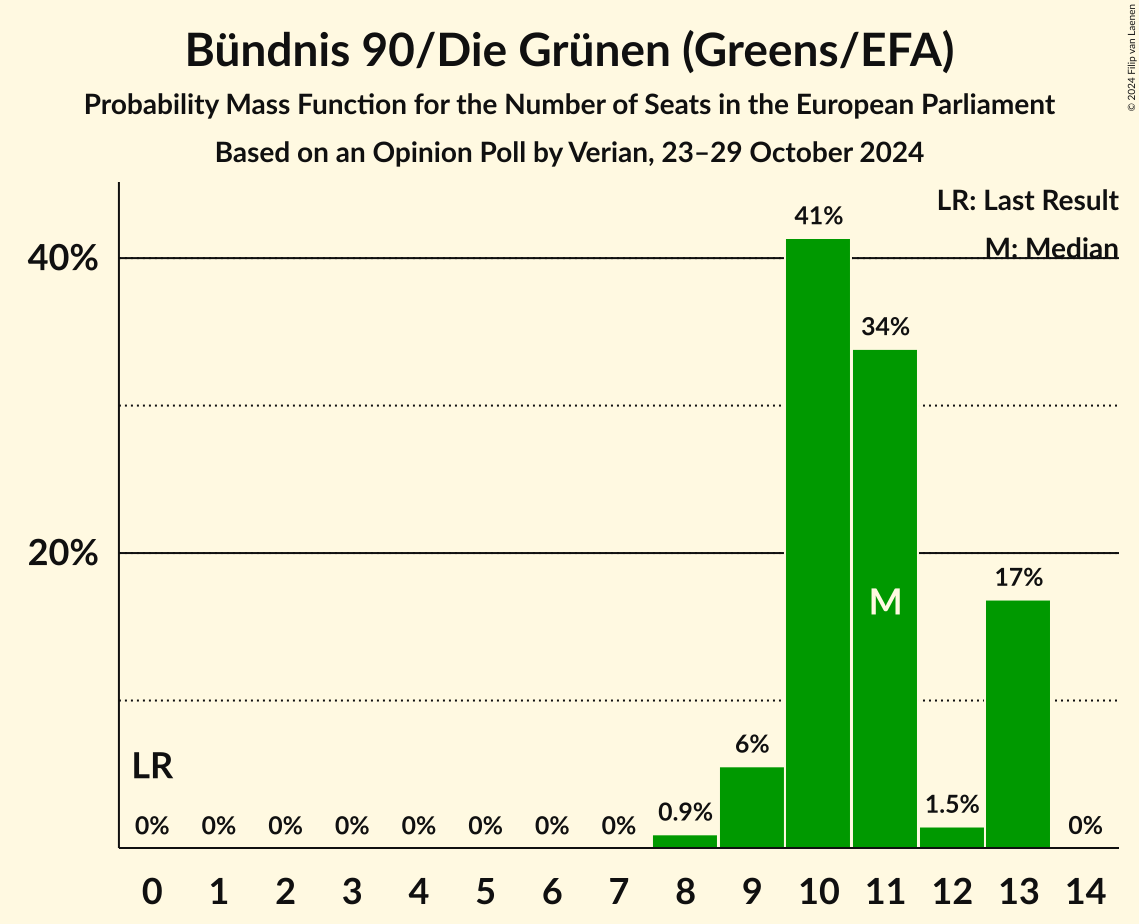 Bündnis 90/Die Grünen (Greens/EFA)
Probability Mass Function for the Number of Seats in the European Parliament
Based on an Opinion Poll by Verian, 23–29 October 2024
© 2024 Filip van Laenen
LR: Last Result
M: Median
40%
20%
41%
34%
17%
M
6%
LR
0% 0% 0% 0% 0% 0% 0% 0% 0.9% 1.5% 0%
0 1 2 3 4 5 6 7 8 9 10 11 12 13 14